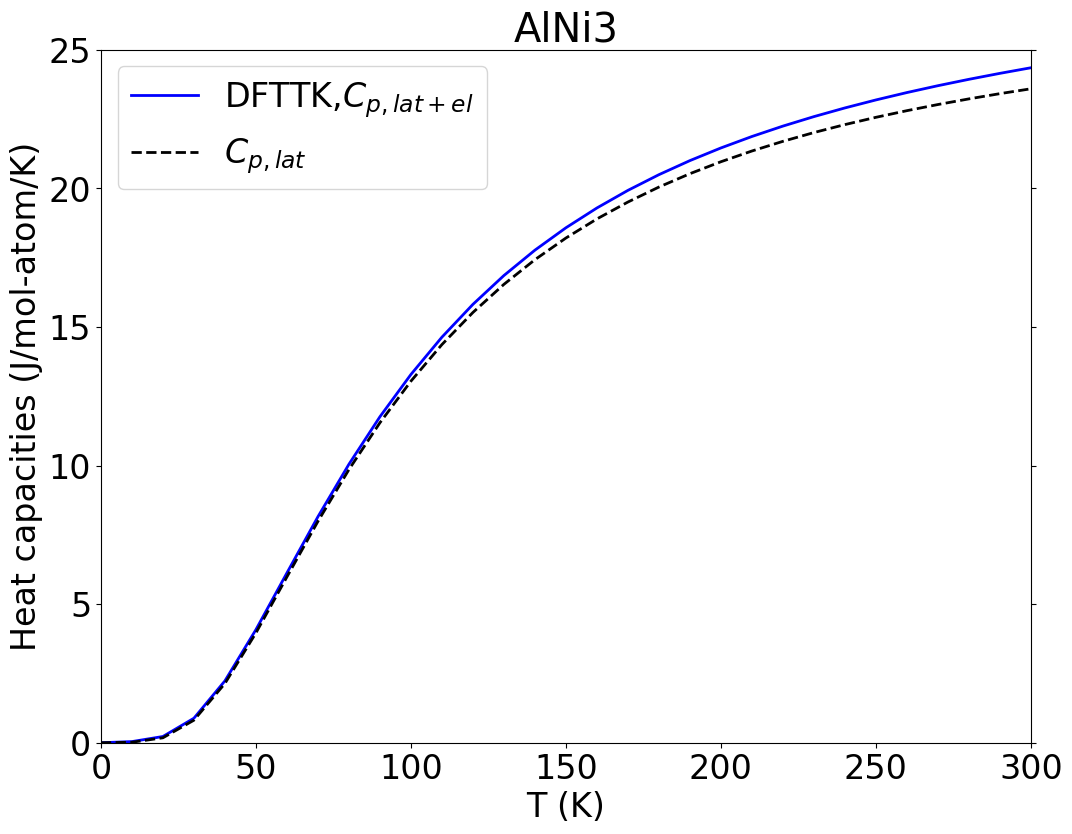 AlNi3
25
20
15
10
5
0
Heat capacities (J/mol-atom/K)
DFTTK,C_{p,lat+el}
C_{p,lat}
0 50 100 150 200 250 300
T (K)